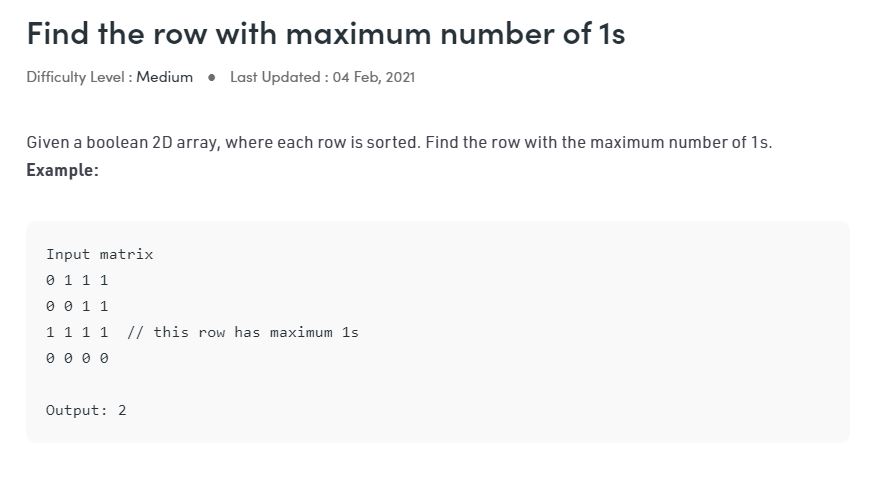 Find the row with maximum number of 1s
Difficulty Level : Medium ● Last Updated : 04 Feb, 2021
Given a boolean 2D array, where each row is sorted. Find the row with the maximum number of 1s.
Example:
Input matrix
0 1 1 1
0 0 1 1
1 1 1 1  // this row has maximum 1s
0 0 0 0
Output: 2